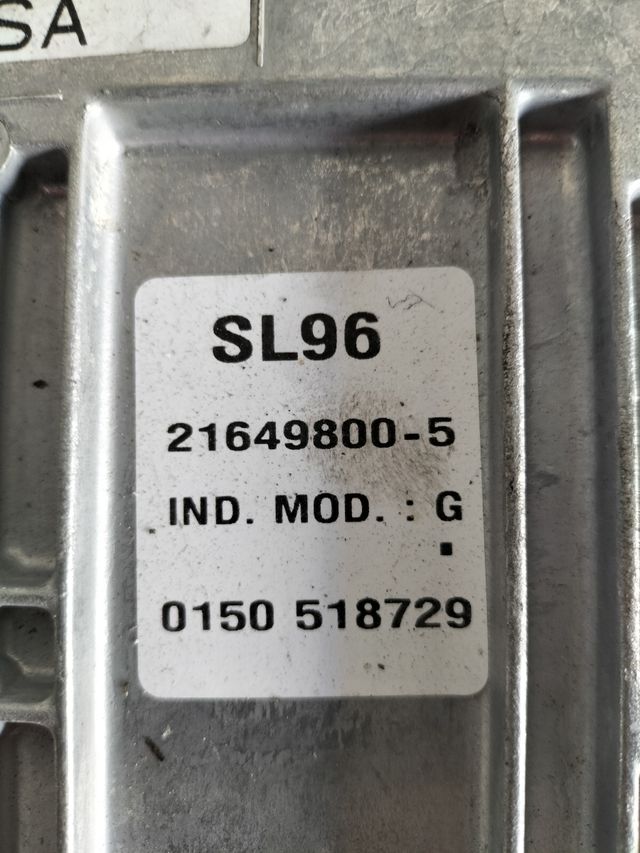 SA
SL96
21649800-5
IND. MOD. : G
0150 518729